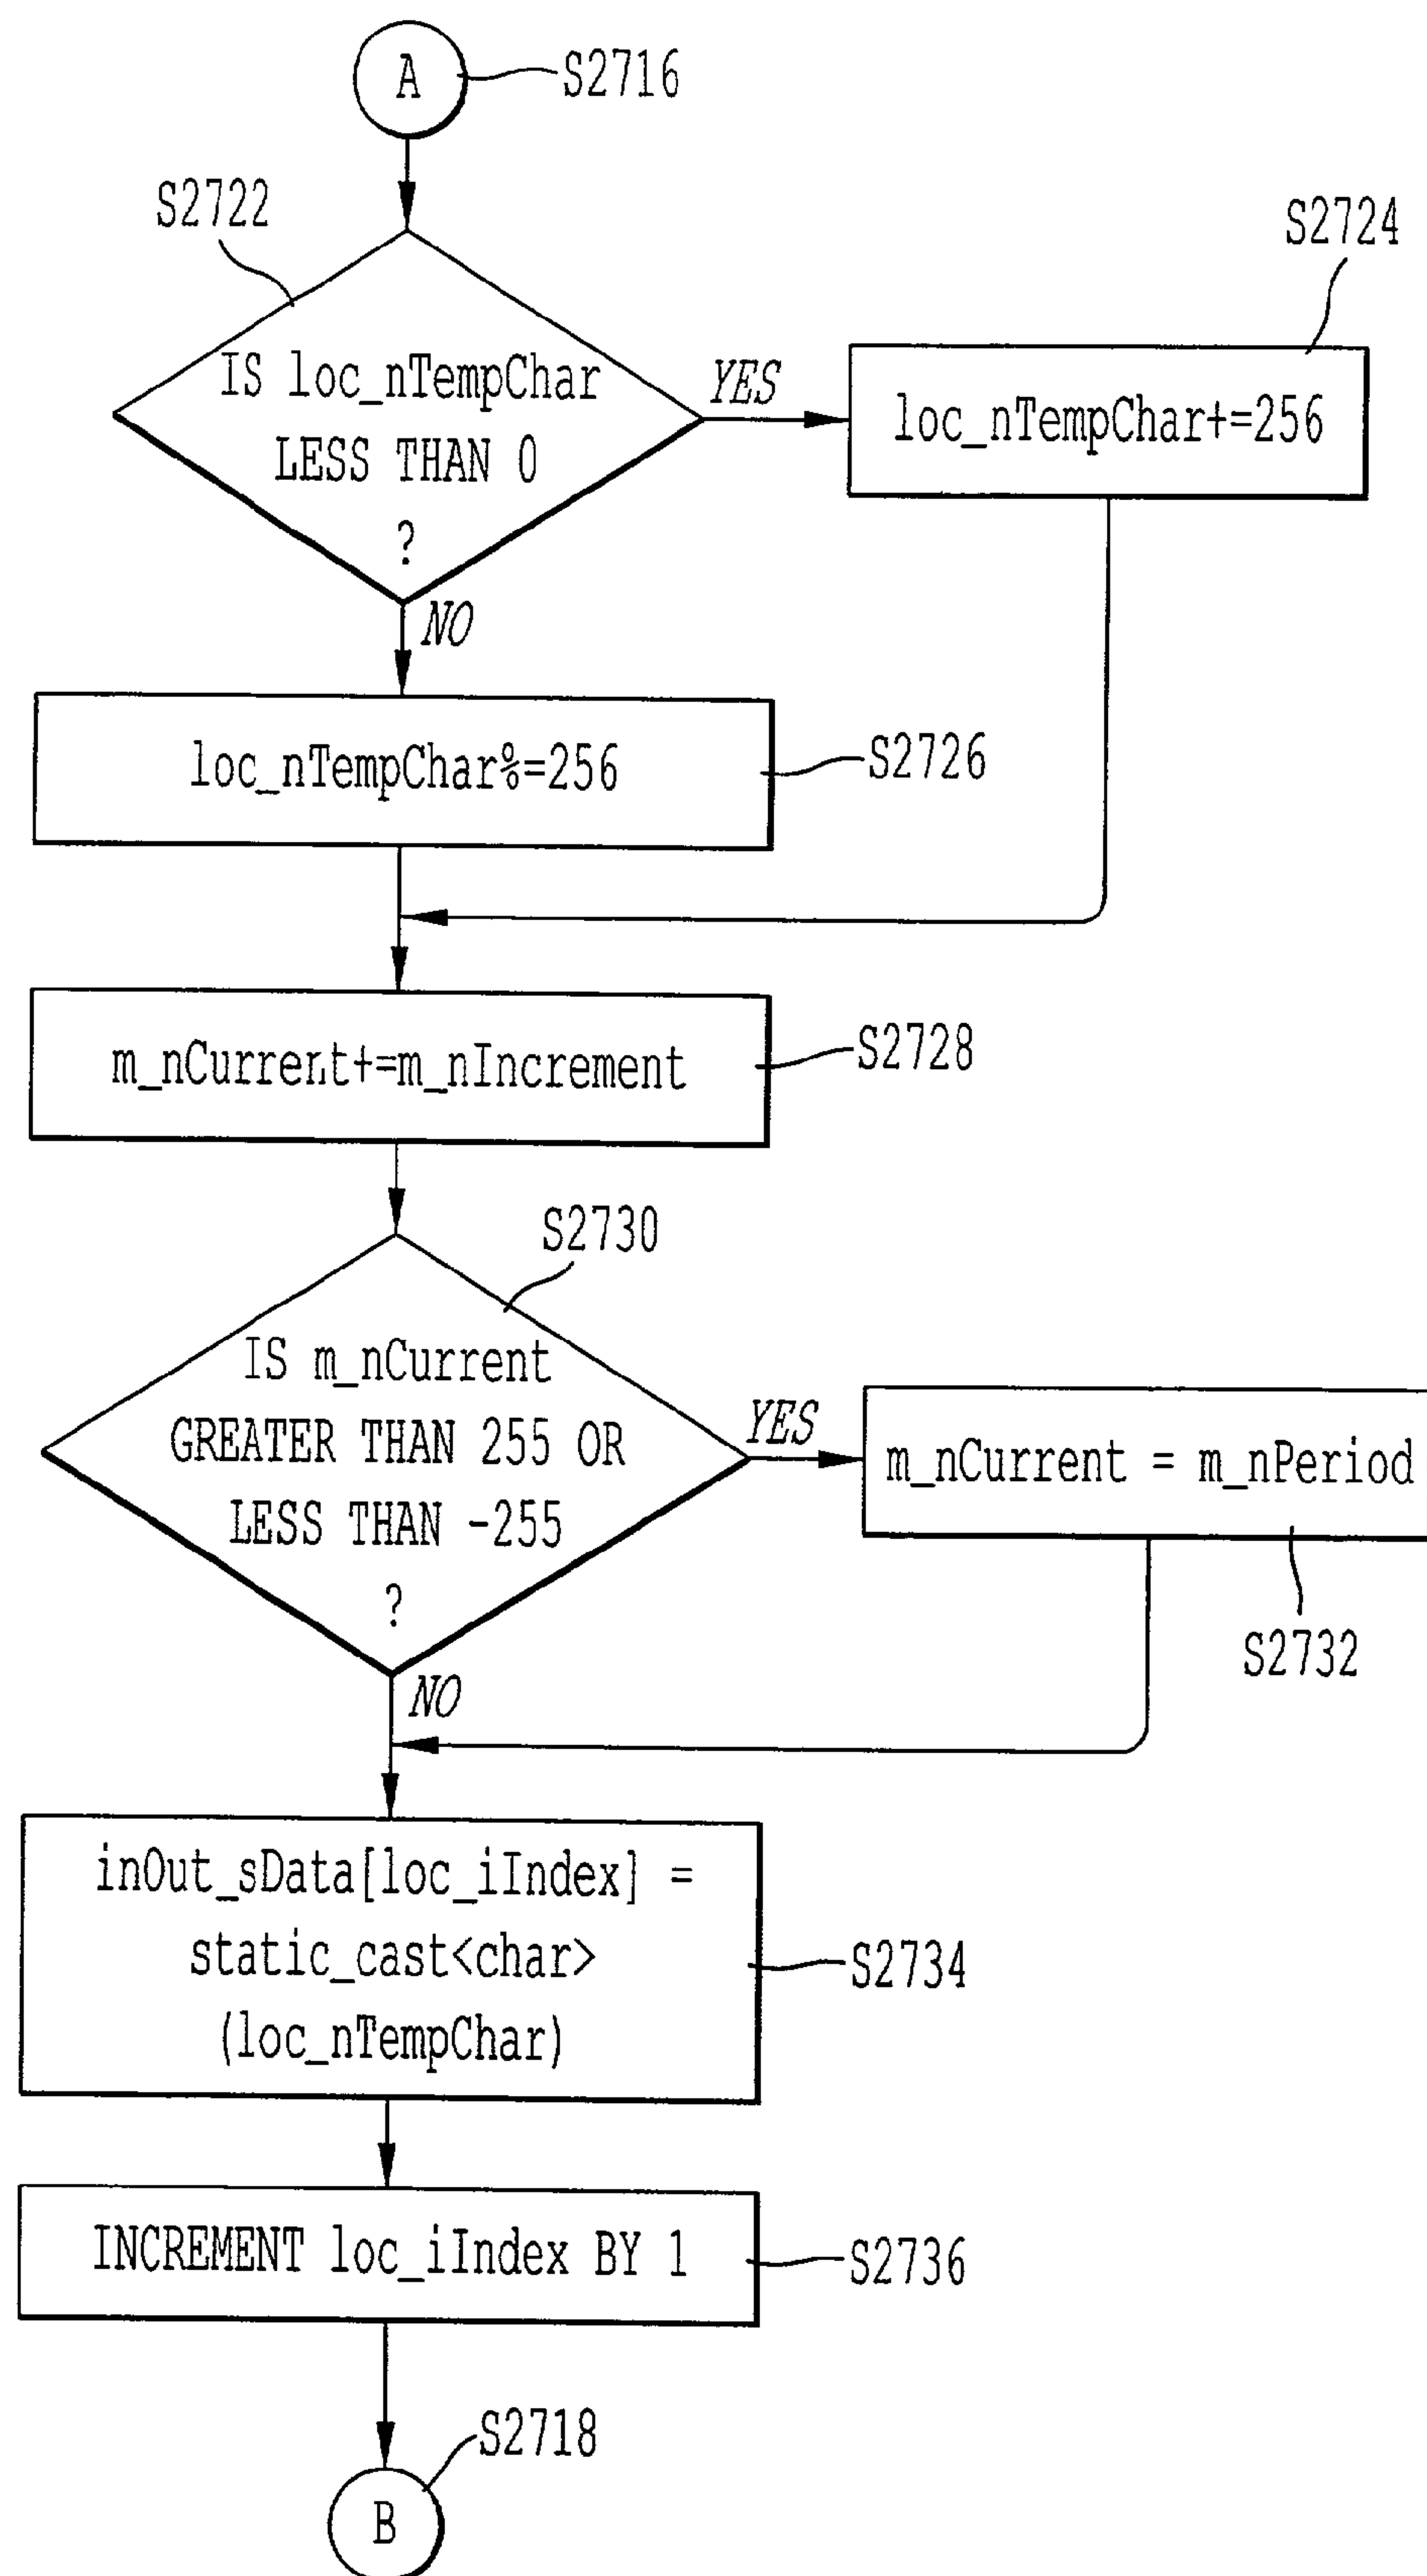 A
S2716
S2722
S2724
IS loc_nTempChar
LESS THAN 0
?
YES
loc_nTempChar+=256
NO
loc_nTempChar%=256
S2726
m_nCurrent+=m_nIncrement
S2728
S2730
IS m_nCurrent
GREATER THAN 255 OR
LESS THAN -255
?
YES
m_nCurrent = m_nPeriod
S2732
NO
inOut_sData[loc_iIndex] =
static_cast<char>
(loc_nTempChar)
S2734
INCREMENT loc_iIndex BY 1
S2736
S2718
B